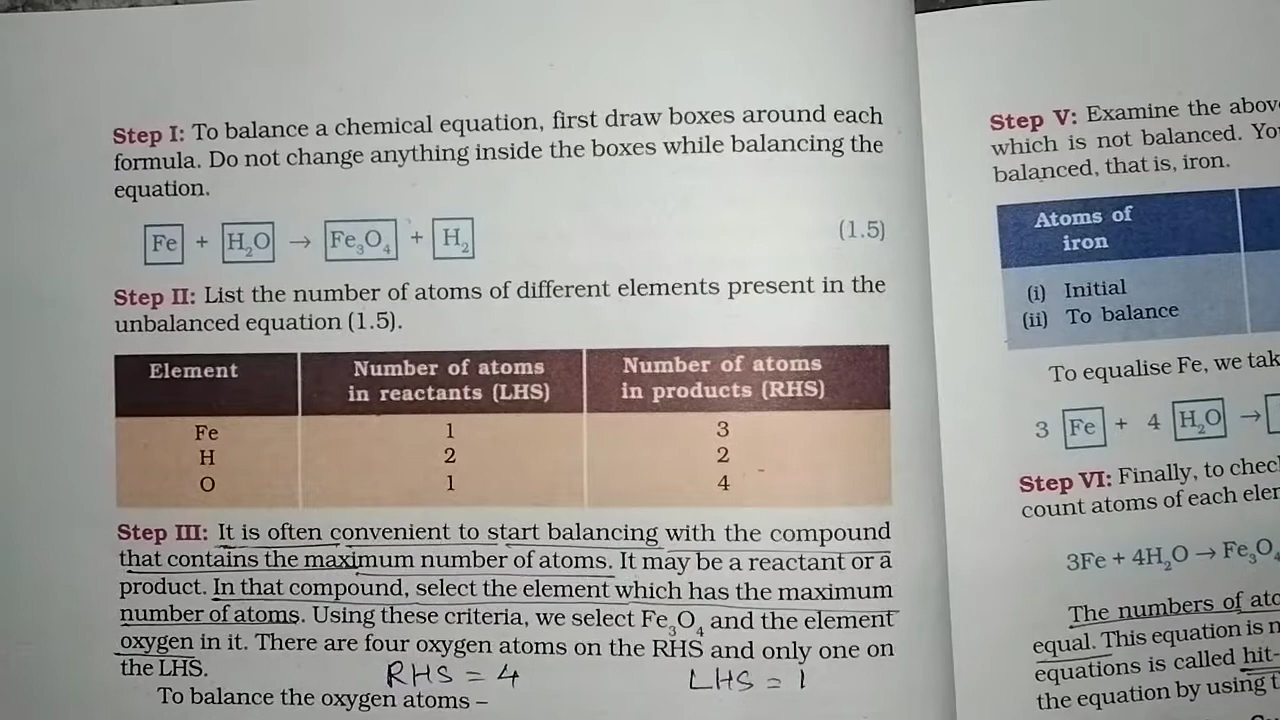 Step I: To balance a chemical equation, first draw boxes around each
formula. Do not change anything inside the boxes while balancing the
equation.
Fe + H₂O → Fe₃O₄ + H₂ (1.5)
Step II: List the number of atoms of different elements present in the
unbalanced equation (1.5).
Element Number of atoms in reactants (LHS) Number of atoms in products (RHS)
Fe 1 3
H 2 2
O 1 4
Step III: It is often convenient to start balancing with the compound
that contains the maximum number of atoms. It may be a reactant or a
product. In that compound, select the element which has the maximum
number of atoms. Using these criteria, we select Fe₃O₄ and the element
oxygen in it. There are four oxygen atoms on the RHS and only one on
the LHS.
RHS = 4 LHS = 1
To balance the oxygen atoms –
Step V: Examine the
which is not balanced.
balanced, that is, iron.
Atoms of
iron
(i) Initial
(ii) To balance
To equalise Fe, we
3 Fe + 4 H₂O →
Step VI: Finally, to
count atoms of each
3Fe + 4H₂O → Fe₃O₄
The numbers of
equal. This equation is
equations is called
the equation by using